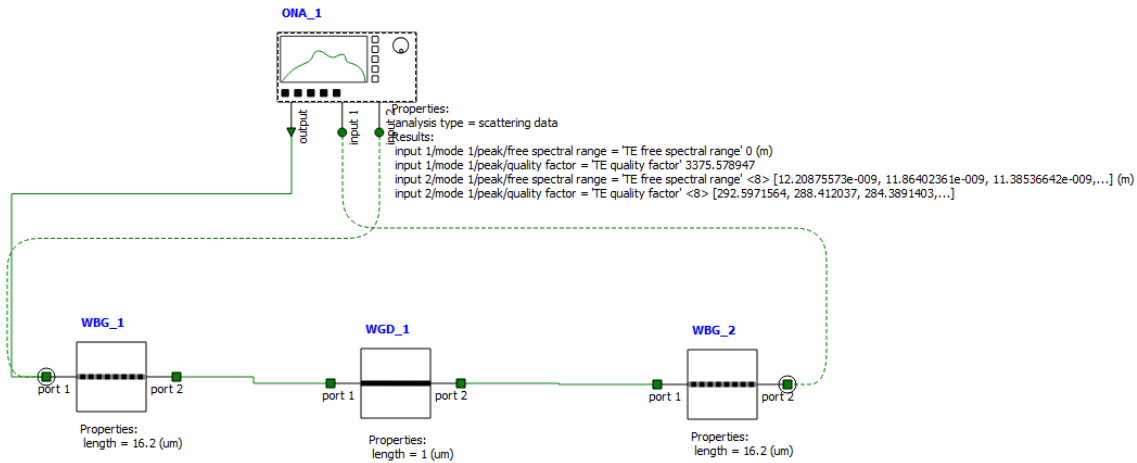 ONA_1
output
input 1
input 2
Properties:
analysis type = scattering data
Results:
input 1/mode 1/peak/free spectral range = 'TE free spectral range' 0 (m)
input 1/mode 1/peak/quality factor = 'TE quality factor' 3375.578947
input 2/mode 1/peak/free spectral range = 'TE free spectral range' <8> [12.20875573e-009, 11.86402361e-009, 11.38536642e-009,...] (m)
input 2/mode 1/peak/quality factor = 'TE quality factor' <8> [292.5971564, 288.412037, 284.3891403,...]
WBG_1
port 1
port 2
Properties:
length = 16.2 (um)
WGD_1
port 1
port 2
Properties:
length = 1 (um)
WBG_2
port 1
port 2
Properties:
length = 16.2 (um)